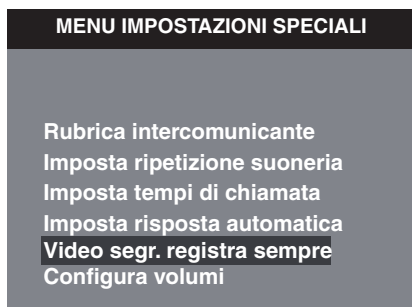 MENU IMPOSTAZIONI SPECIALI
Rubrica intercomunicante
Imposta ripetizione suoneria
Imposta tempi di chiamata
Imposta risposta automatica
Video segr. registra sempre
Configura volumi